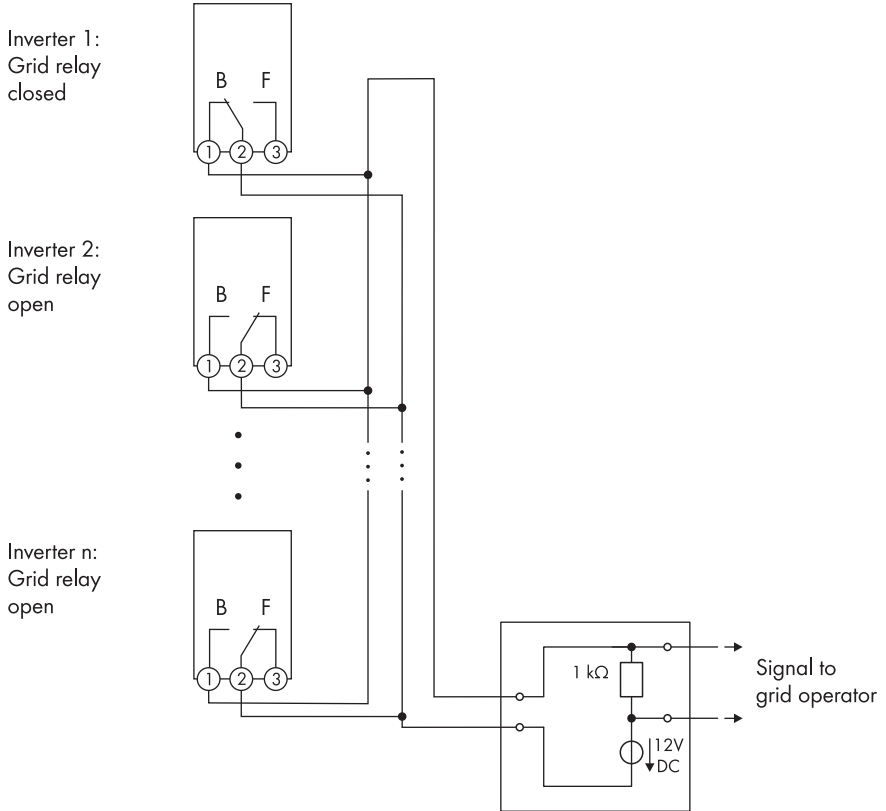 Inverter 1:
Grid relay
closed
B F
1 2 3
Inverter 2:
Grid relay
open
B F
1 2 3
Inverter n:
Grid relay
open
B F
1 2 3
1 kΩ
12V
DC
Signal to
grid operator